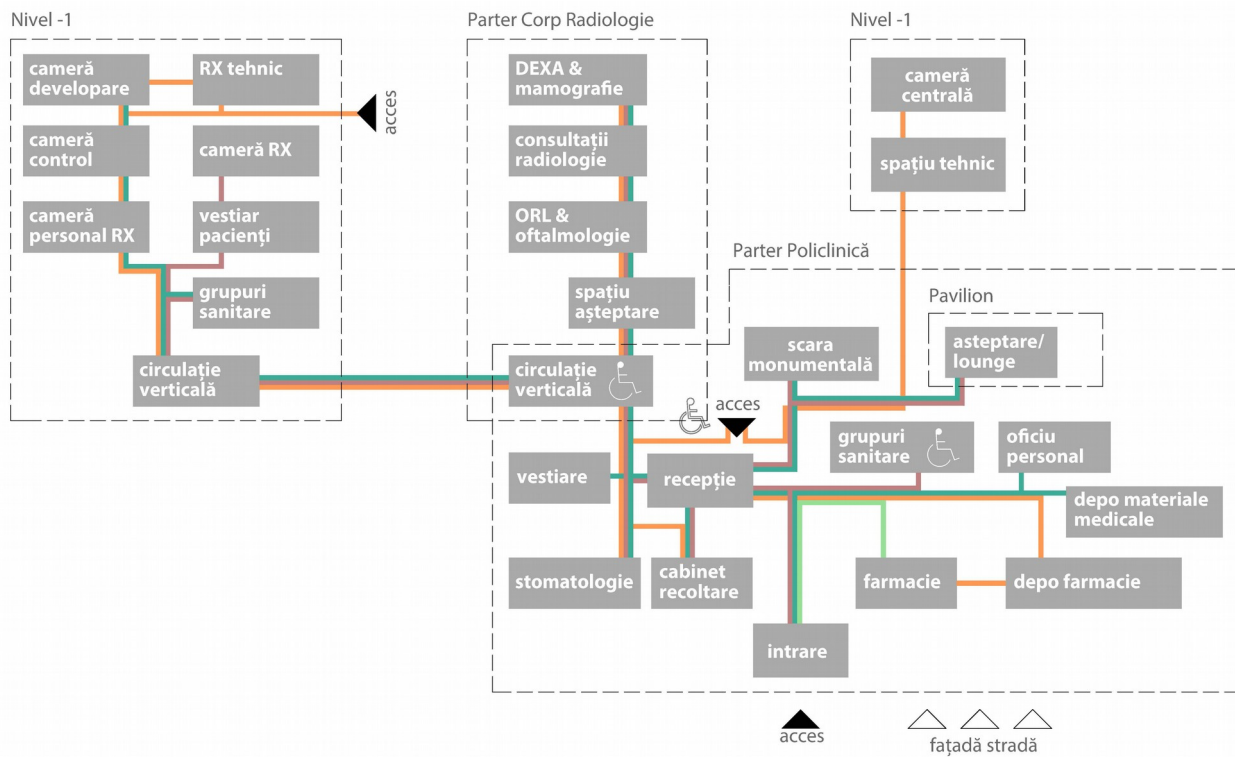 Nivel -1
Parter Corp Radiologie
Nivel -1
cameră
developare
RX tehnic
acces
cameră
control
cameră RX
cameră
personal RX
vestiar
pacienți
grupuri
sanitare
circulație
verticală
DEXA &
mamografie
consultații
radiologie
ORL &
oftalmologie
spațiu
așteptare
circulație
verticală
cameră
centrală
spațiu tehnic
Parter Policlinică
Pavilion
scara
monumentală
asteptare/
lounge
acces
grupuri
sanitare
oficiu
personal
vestiare
recepție
depo materiale
medicale
stomatologie
cabinet
recoltare
farmacie
depo farmacie
intrare
acces
fațadă stradă